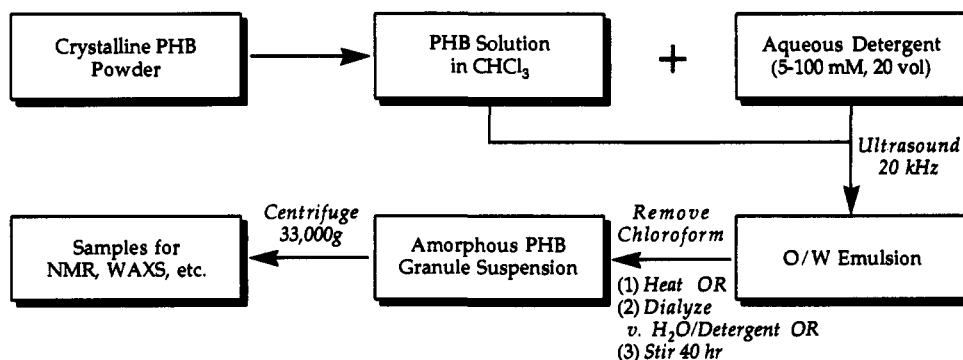 Crystalline PHB
Powder
PHB Solution
in CHCl₃
+
Aqueous Detergent
(5-100 mM, 20 vol)
Ultrasound
20 kHz
O/W Emulsion
Remove
Chloroform
(1) Heat OR
(2) Dialyze
v. H₂O/Detergent OR
(3) Stir 40 hr
Amorphous PHB
Granule Suspension
Centrifuge
33,000g
Samples for
NMR, WAXS, etc.